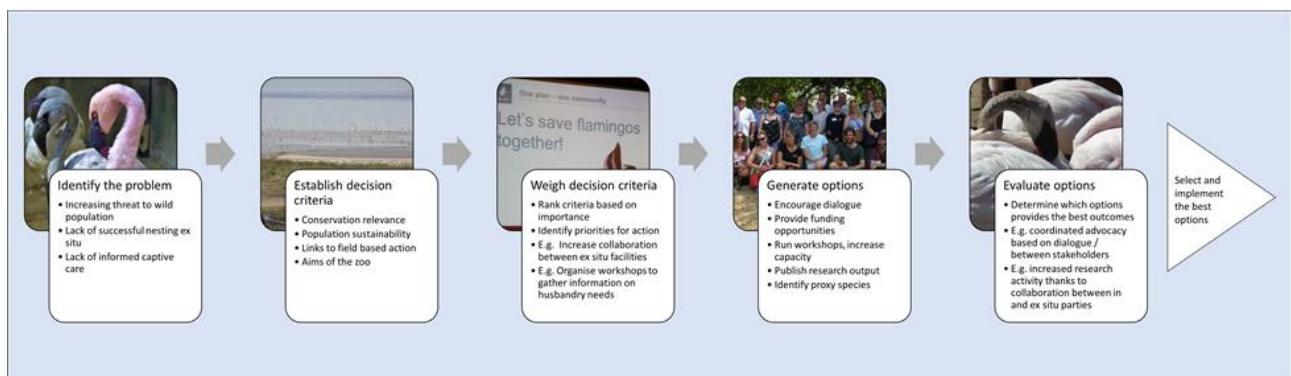 One plan – one community
Let's save flamingos
together!
Identify the problem
• Increasing threat to wild
population
• Lack of successful nesting ex
situ
• Lack of informed captive
care
Establish decision
criteria
• Conservation relevance
• Population sustainability
• Links to field based action
• Aims of the zoo
Weigh decision criteria
• Rank criteria based on
importance
• Identify priorities for action
• E.g. Increase collaboration
between ex situ facilities
• E.g. Organise workshops to
gather information on
husbandry needs
Generate options
• Encourage dialogue
• Provide funding
opportunities
• Run workshops, increase
capacity
• Publish research output
• Identify proxy species
Evaluate options
• Determine which options
provides the best outcomes
• E.g. coordinated advocacy
based on dialogue /
between stakeholders
• E.g. increased research
activity thanks to
collaboration between in
and ex situ parties
Select and
implement
the best
options